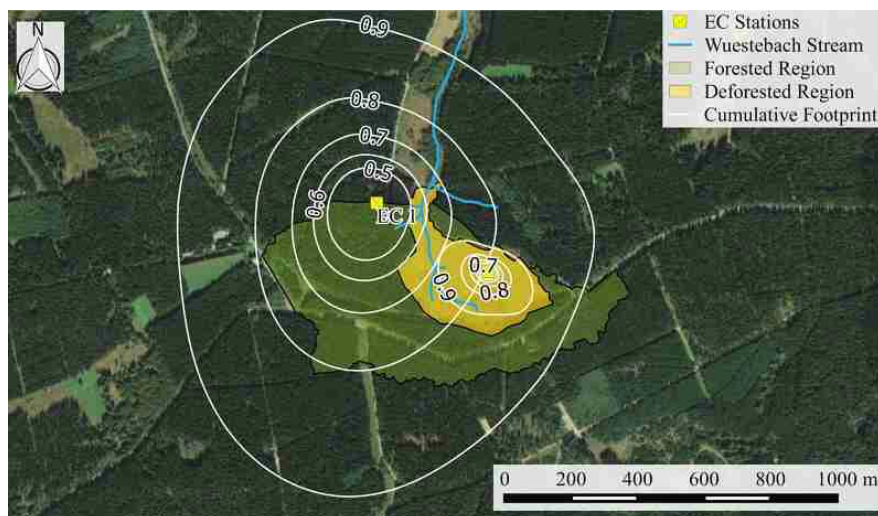 N
EC Stations
Wuestebach Stream
Forested Region
Deforested Region
Cumulative Footprint
0.9
0.8
0.7
0.5
0.6
EC 1
0.7
0.9
0.8
0 200 400 600 800 1000 m